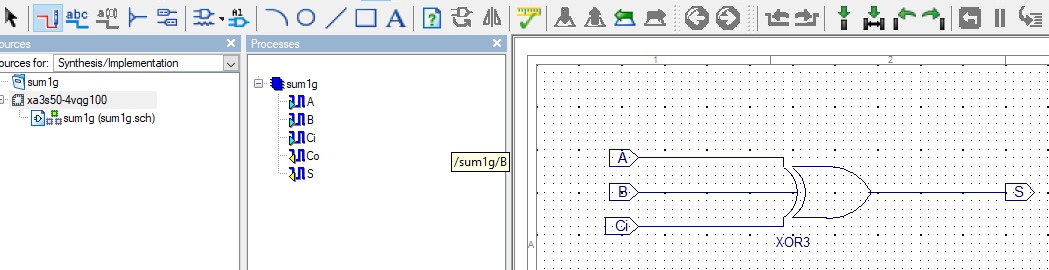 abc
a(0)
A1
A
?
ources
Processes
ources for: Synthesis/Implementation
sum1g
xa3s50-4vqg100
sum1g (sum1g.sch)
sum1g
A
B
Ci
Co
S
/sum1g/B
1
2
A
B
Ci
S
XOR3
A